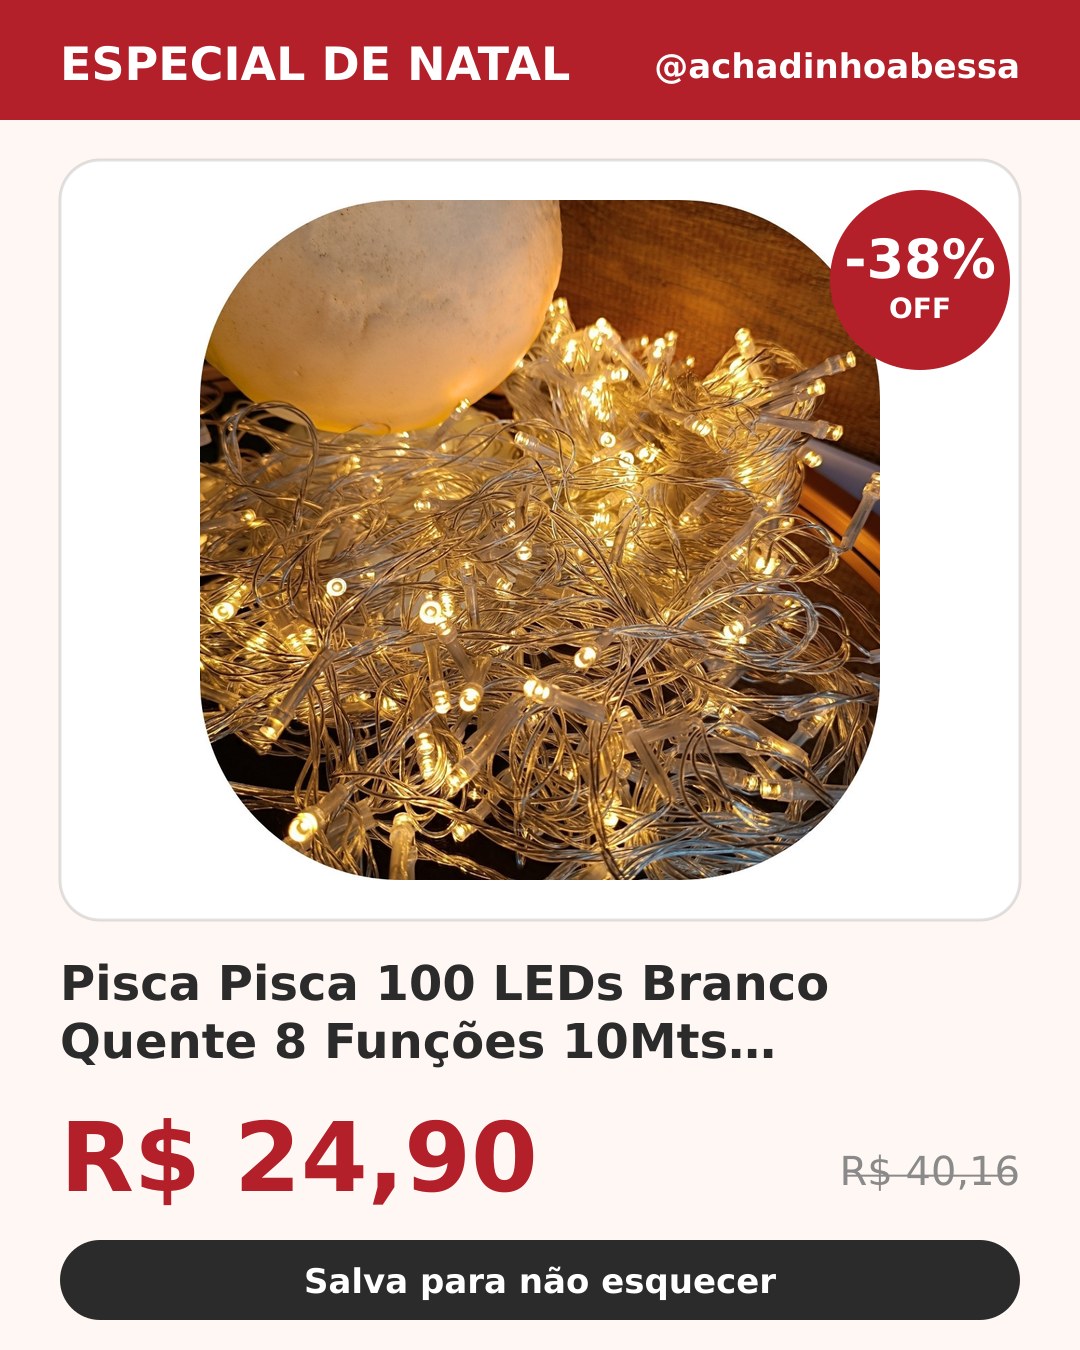 ESPECIAL DE NATAL
@achadinhoabessa
-38%
OFF
Pisca Pisca 100 LEDs Branco
Quente 8 Funções 10Mts...
R$ 24,90
R$ 40,16
Salva para não esquecer